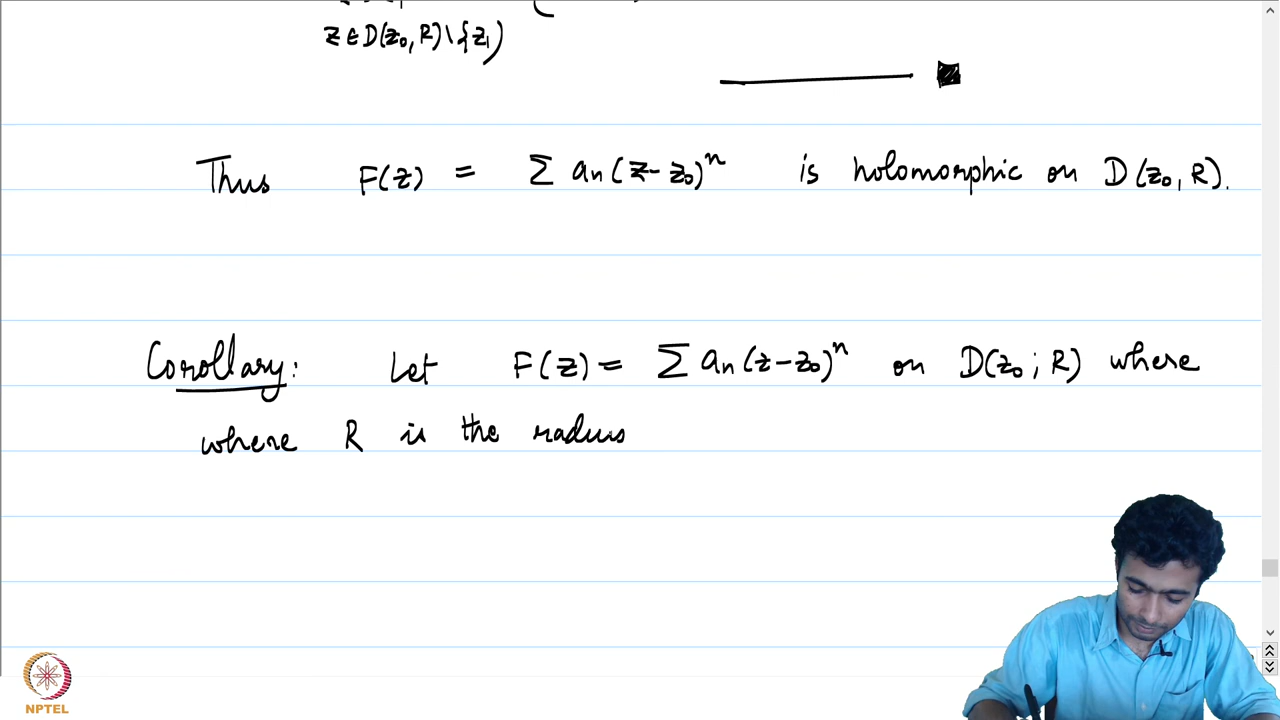 z ∈ D(z₀, R) \ {z₁}
Thus F(z) = Σ aₙ (z - z₀)ⁿ is holomorphic on D(z₀, R).
Corollary: Let F(z) = Σ aₙ (z - z₀)ⁿ on D(z₀; R) where
where R is the radius
NPTEL